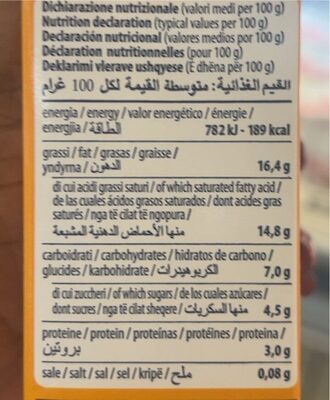 Dichiarazione nutrizionale (valori medi per 100 g)
Nutrition declaration (typical values per 100 g)
Declaración nutricional (valores medios por 100 g)
Déclaration nutritionnelles (pour 100 g)
Deklarimi vlerave ushqyese (E dhëna për 100 g)
القيم الغذائية: متوسطة القيمة لكل 100 غرام
energia / energy / valor energético / énergie /
energjia / الطاقة 782 kJ - 189 kcal
grassi / fat / grasas / graisse /
yndyrna / الدهون 16,4 g
di cui acidi grassi saturi / of which saturated fatty acid /
de las cuales ácidos grasos saturados / dont acides gras
saturés / nga të cilat të ngopura /
منها الأحماض الدهنية المشبعة 14,8 g
carboidrati / carbohydrates / hidratos de carbono /
glucides / karbohidrate / الكربوهيدرات 7,0 g
di cui zuccheri / of which sugars / de los cuales azúcares /
dont sucres / nga të cilat sheqere / منها السكريات 4,5 g
proteine / protein / proteínas / protéines / proteina /
بروتين 3,0 g
sale / salt / sal / sel / kripë / ملح 0,08 g